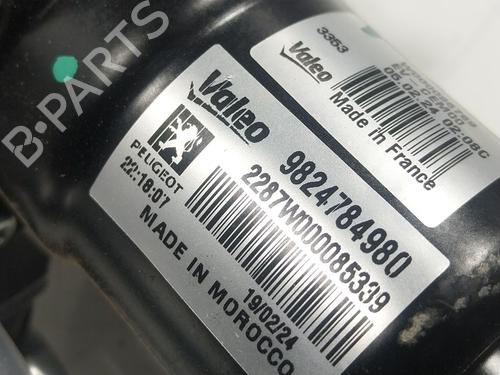 B-PARTS
Valeo
PEUGEOT
22:18:07
9824784980
2287W000085339
19/02/24
MADE IN MOROCCO
3353
Valeo
Made in France